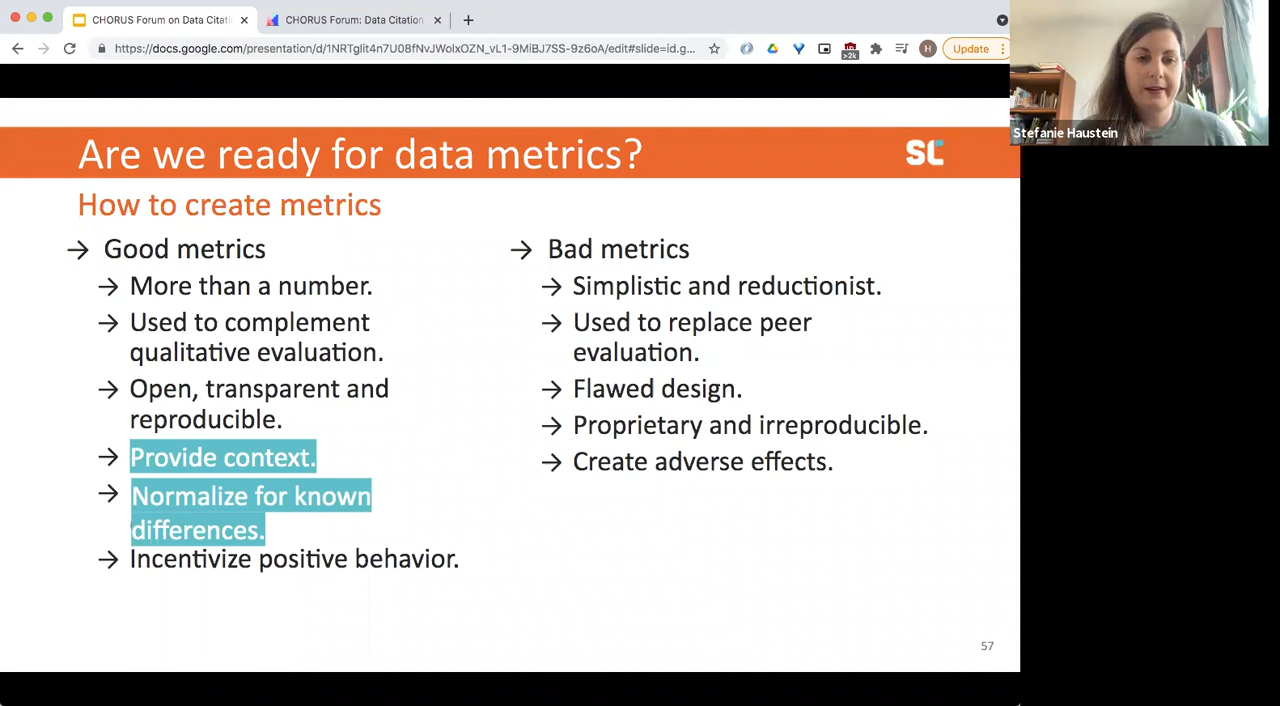 CHORUS Forum on Data Citati
CHORUS Forum: Data Citation
https://docs.google.com/presentation/d/1NRTglit4n7U08fNvJWolxOZN_vL1-9MiBJ7SS-9z6oA/edit#slide=id.g...
>2k
H
Update
Stefanie Haustein
Are we ready for data metrics?
SC
How to create metrics
→ Good metrics
→ More than a number.
→ Used to complement
qualitative evaluation.
→ Open, transparent and
reproducible.
→ Provide context.
→ Normalize for known
differences.
→ Incentivize positive behavior.
→ Bad metrics
→ Simplistic and reductionist.
→ Used to replace peer
evaluation.
→ Flawed design.
→ Proprietary and irreproducible.
→ Create adverse effects.
57